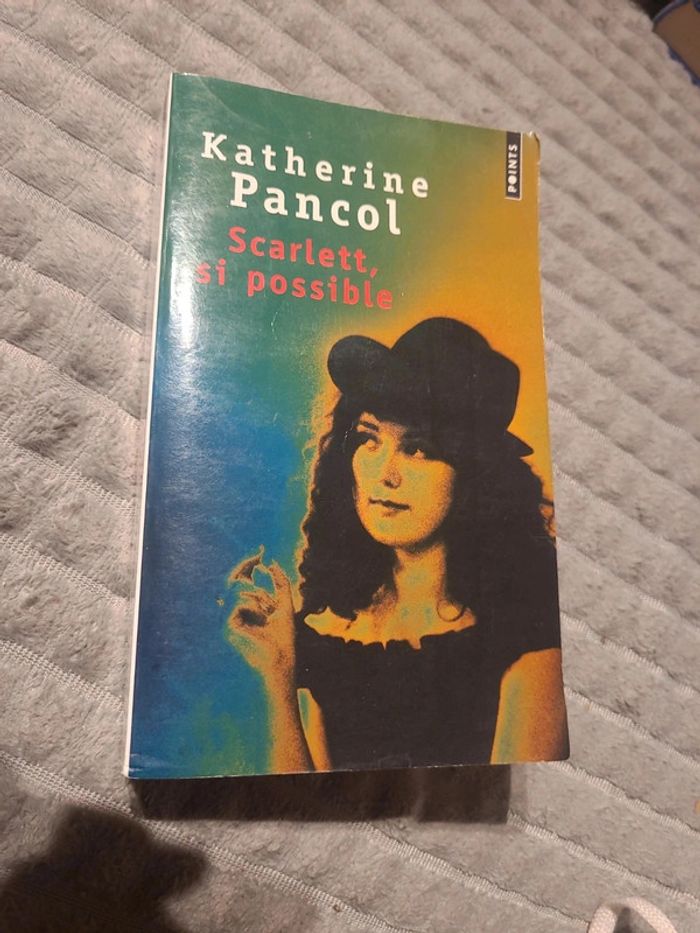 Katherine
Pancol
Scarlett,
si possible
POINTS